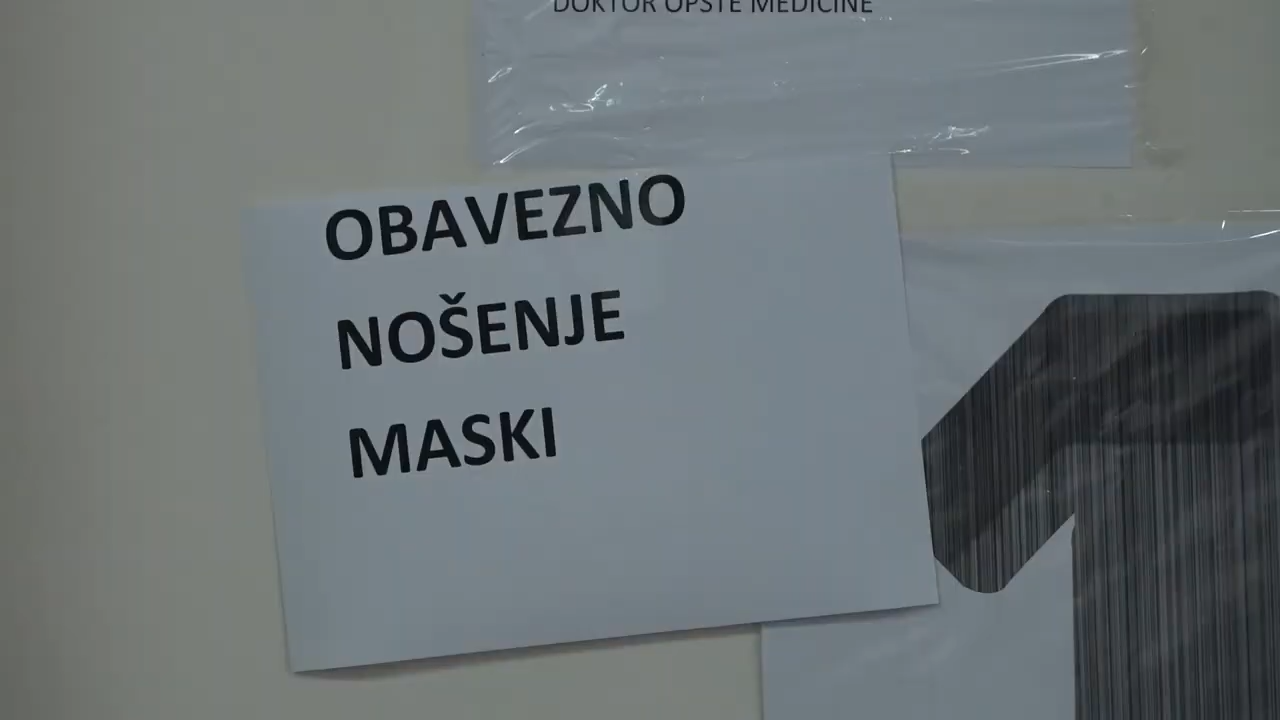 DOKTOR OPŠTE MEDICINE
OBAVEZNO
NOŠENJE
MASKI
1